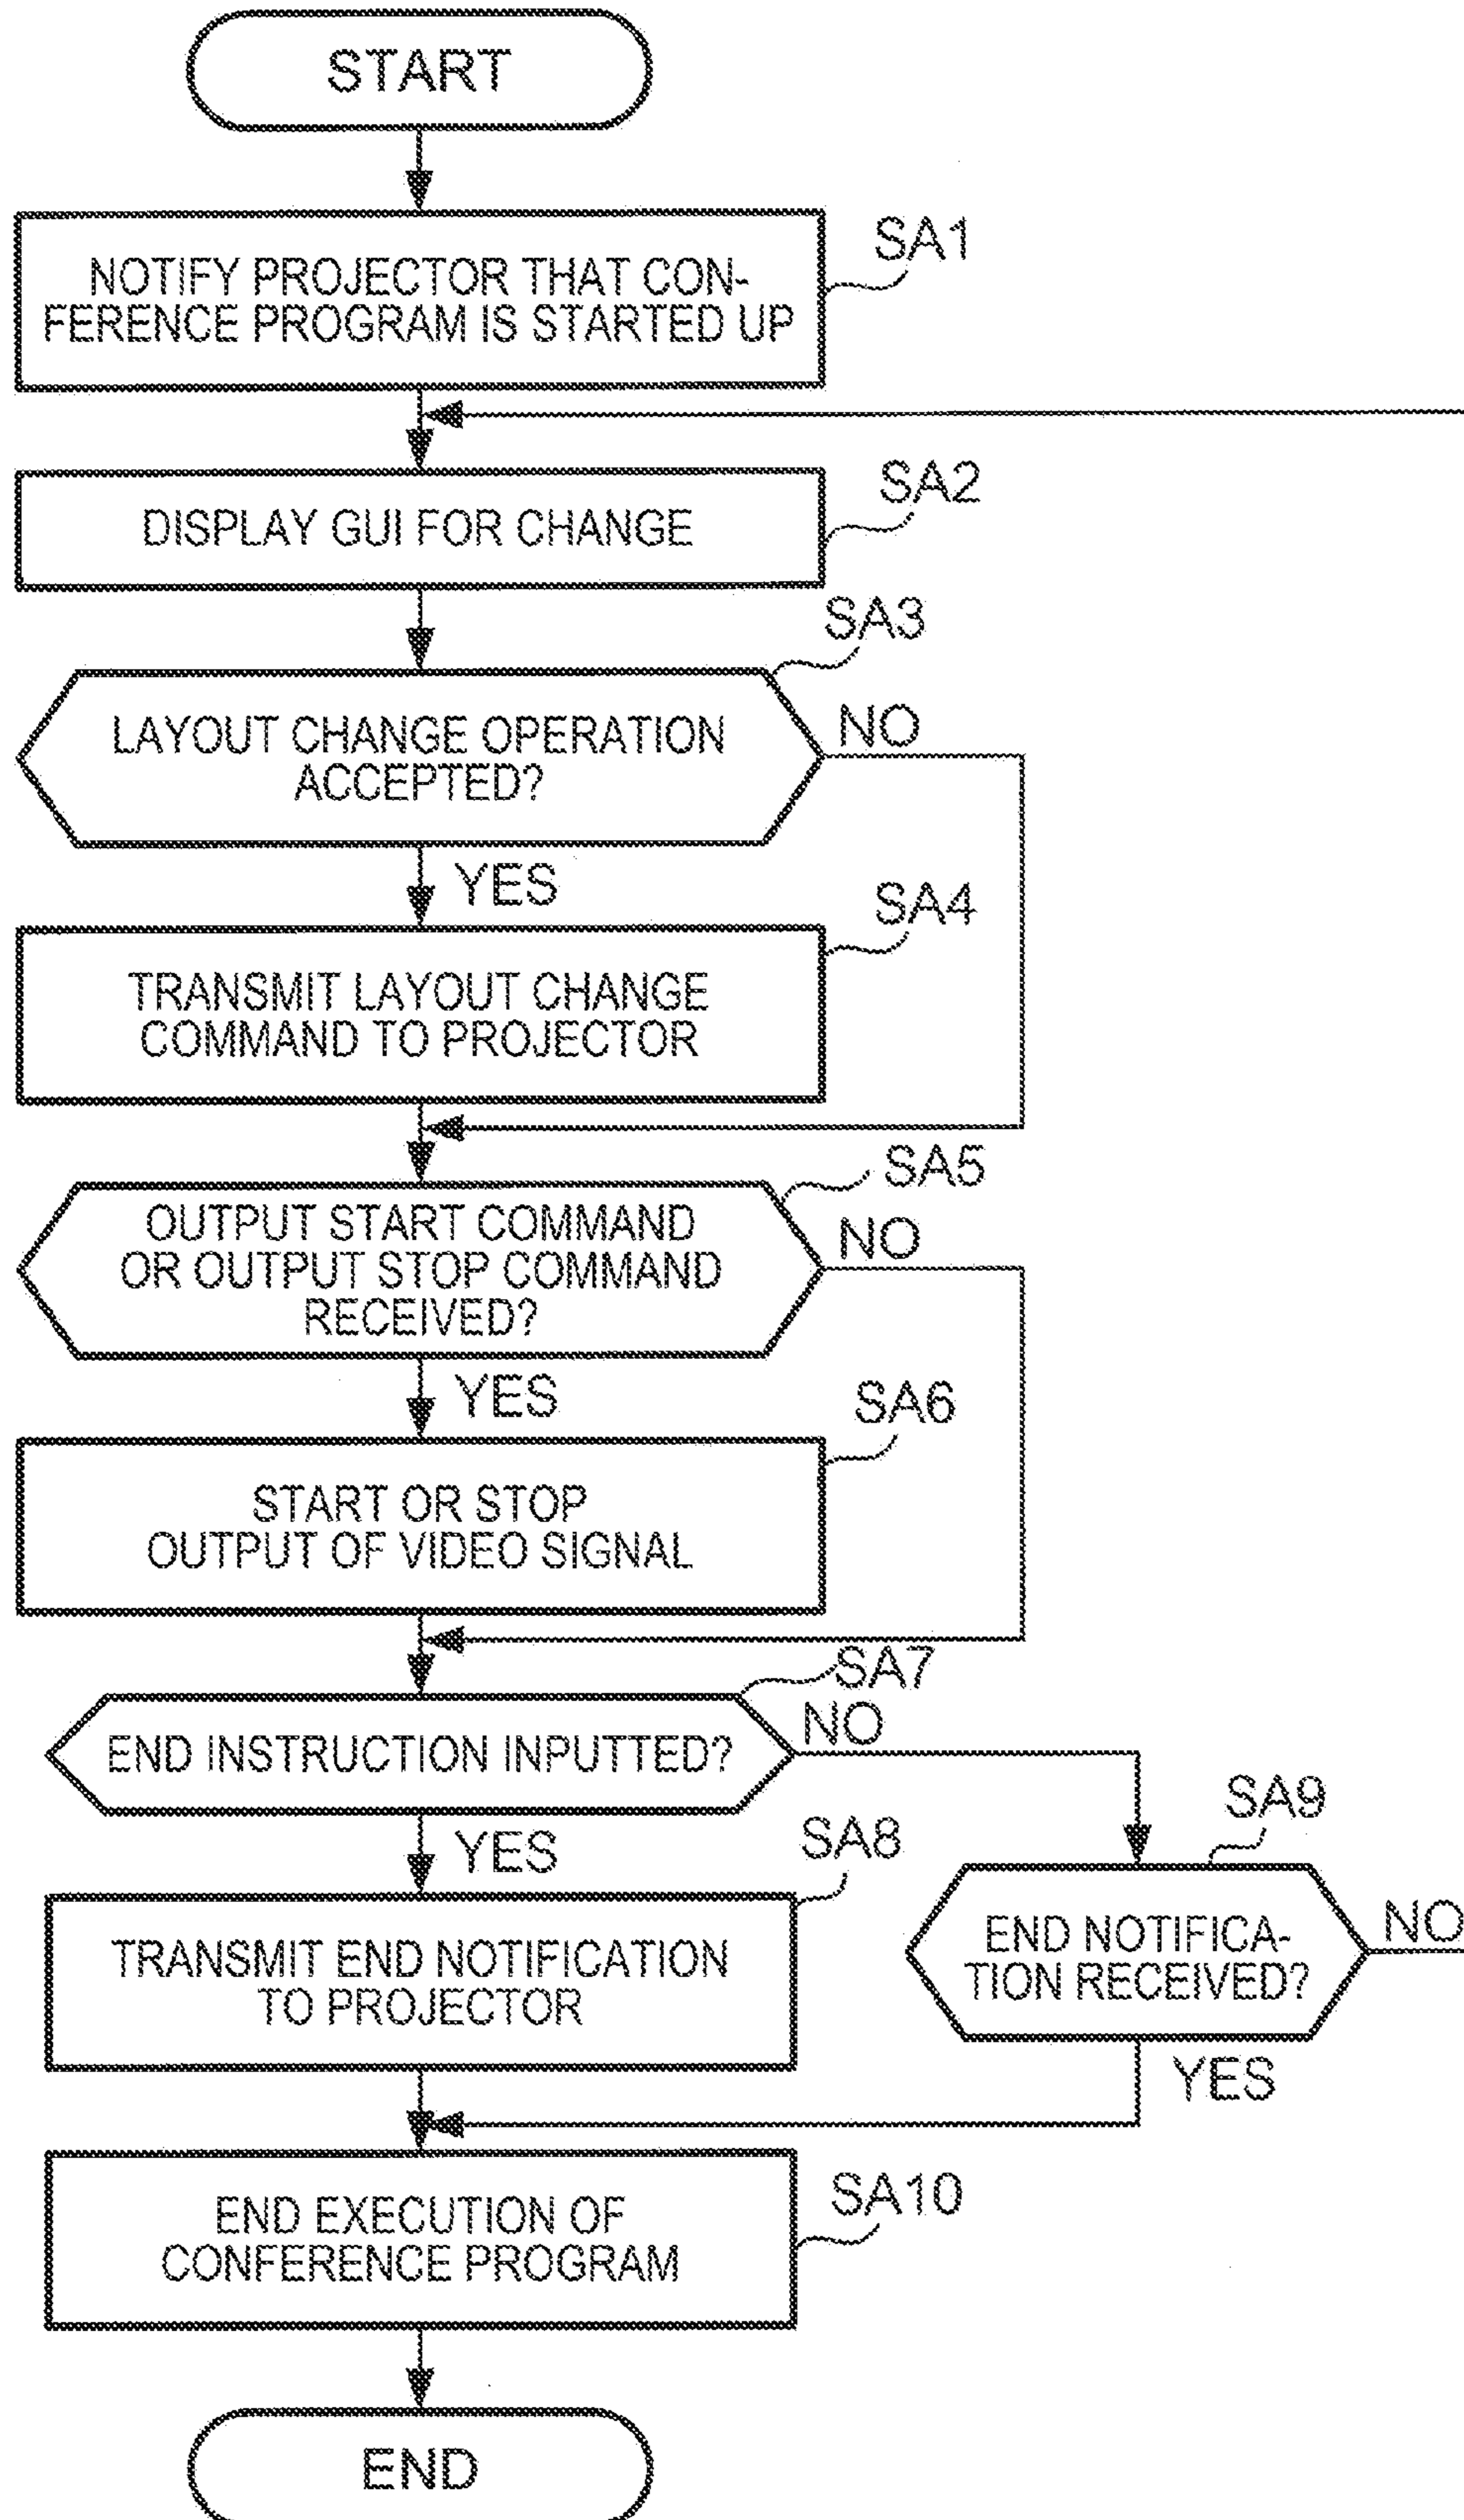 START
SA1
NOTIFY PROJECTOR THAT CON-
FERENCE PROGRAM IS STARTED UP
SA2
DISPLAY GUI FOR CHANGE
SA3
LAYOUT CHANGE OPERATION
ACCEPTED?
NO
YES
SA4
TRANSMIT LAYOUT CHANGE
COMMAND TO PROJECTOR
SA5
OUTPUT START COMMAND
OR OUTPUT STOP COMMAND
RECEIVED?
NO
YES
SA6
START OR STOP
OUTPUT OF VIDEO SIGNAL
SA7
END INSTRUCTION INPUTTED?
NO
YES
SA8
TRANSMIT END NOTIFICATION
TO PROJECTOR
SA9
END NOTIFICA-
TION RECEIVED?
NO
YES
SA10
END EXECUTION OF
CONFERENCE PROGRAM
END